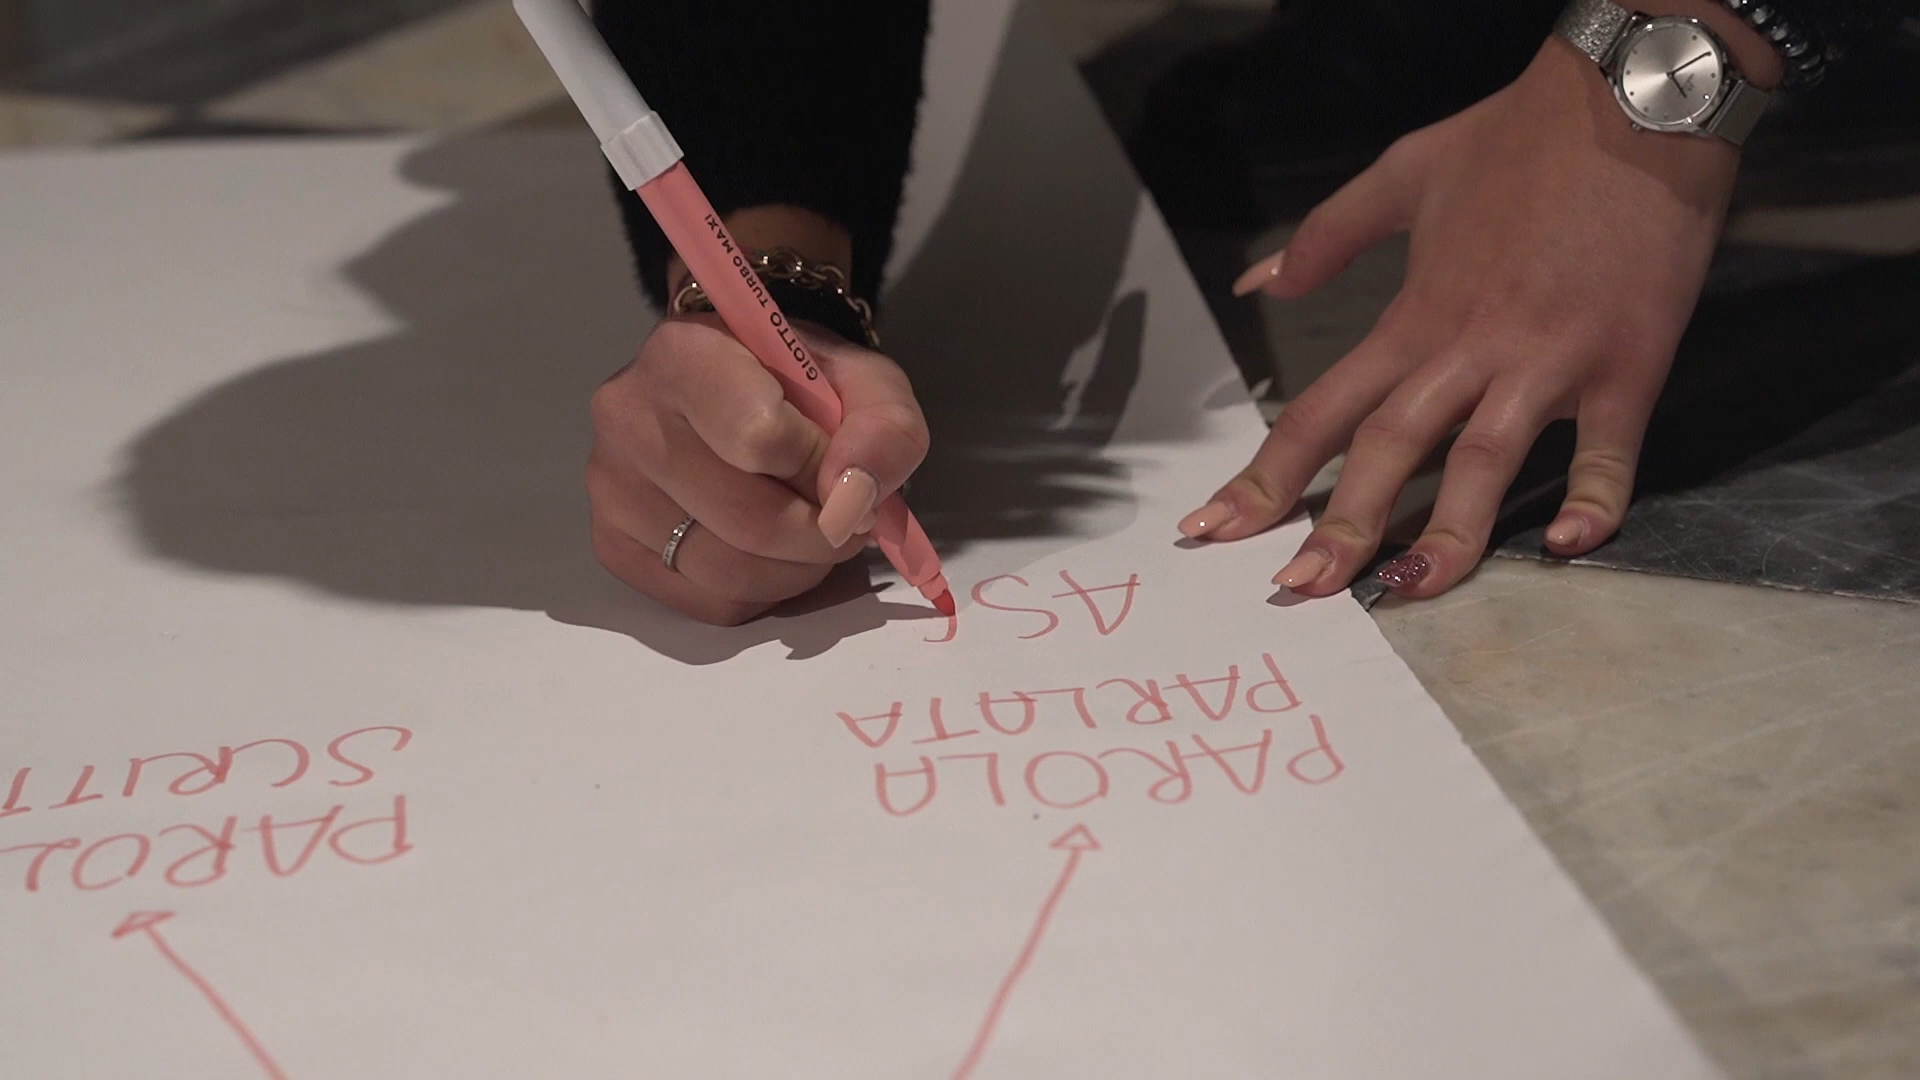 GIOTTO TURBO MAXI
PAROLA
PARLATA
AS
PAROL
SCRITT